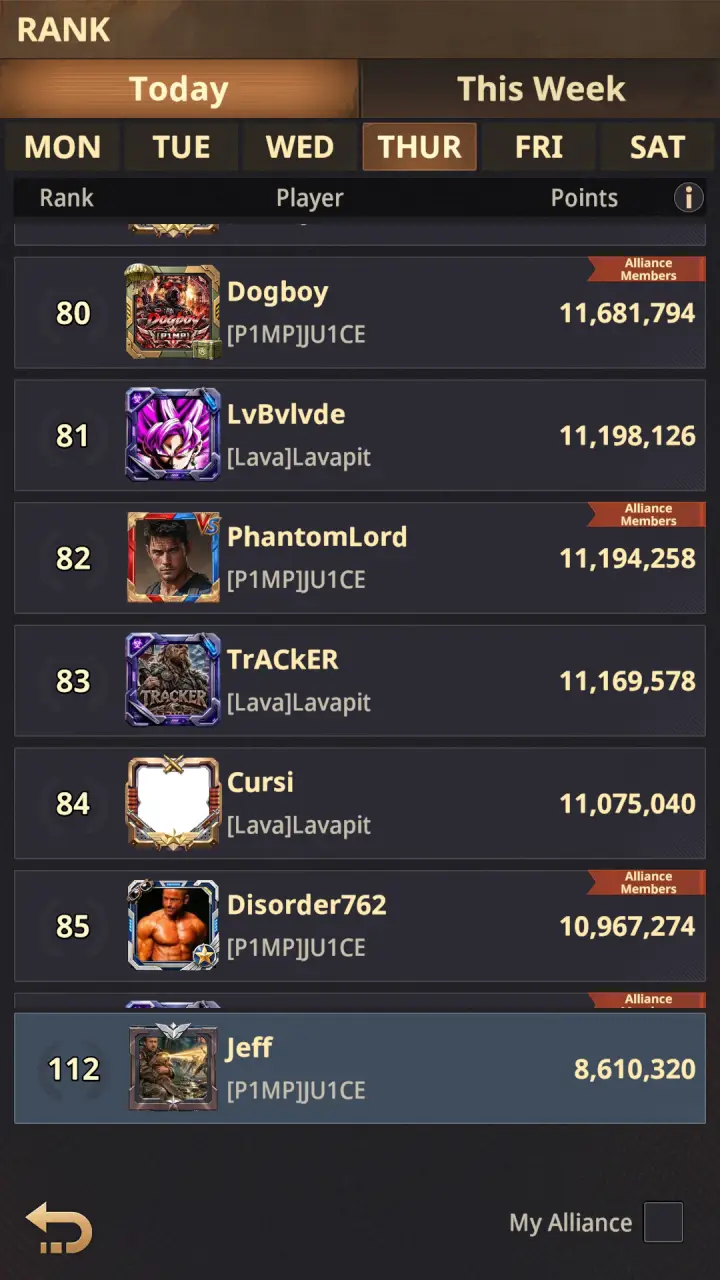 RANK
Today
This Week
MON
TUE
WED
THUR
FRI
SAT
Rank
Player
Points
Alliance
Members
80
Dogboy
[P1MP]JU1CE
11,681,794
81
LvBvlvde
[Lava]Lavapit
11,198,126
Alliance
Members
82
VS
PhantomLord
[P1MP]JU1CE
11,194,258
83
TRACKER
TrACkER
[Lava]Lavapit
11,169,578
84
Cursi
[Lava]Lavapit
11,075,040
Alliance
Members
85
Disorder762
[P1MP]JU1CE
10,967,274
Alliance
112
Jeff
[P1MP]JU1CE
8,610,320
My Alliance